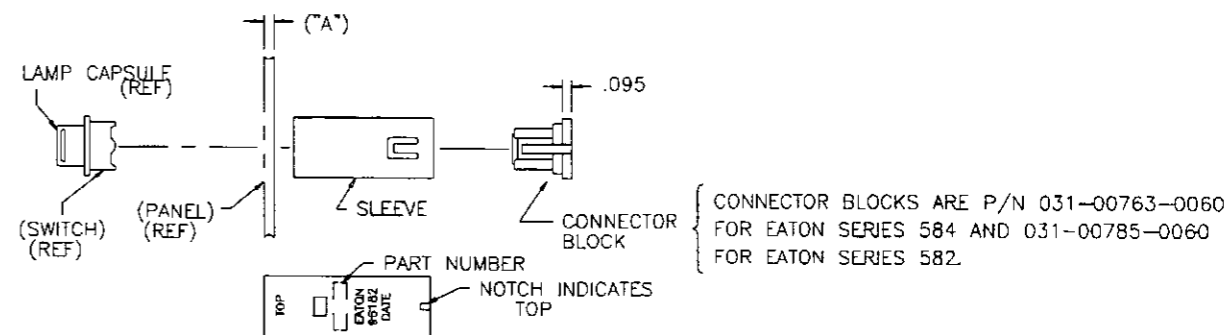 ("A")
LAMP CAPSULE
(REF)
.095
(SWITCH)
(REF)
(PANEL)
(REF)
SLEEVE
CONNECTOR
BLOCK
CONNECTOR BLOCKS ARE P/N 031-00763-0060
FOR EATON SERIES 584 AND 031-00785-0060
FOR EATON SERIES 582.
PART NUMBER
NOTCH INDICATES
TOP
TOP
EATON
96182
DATE